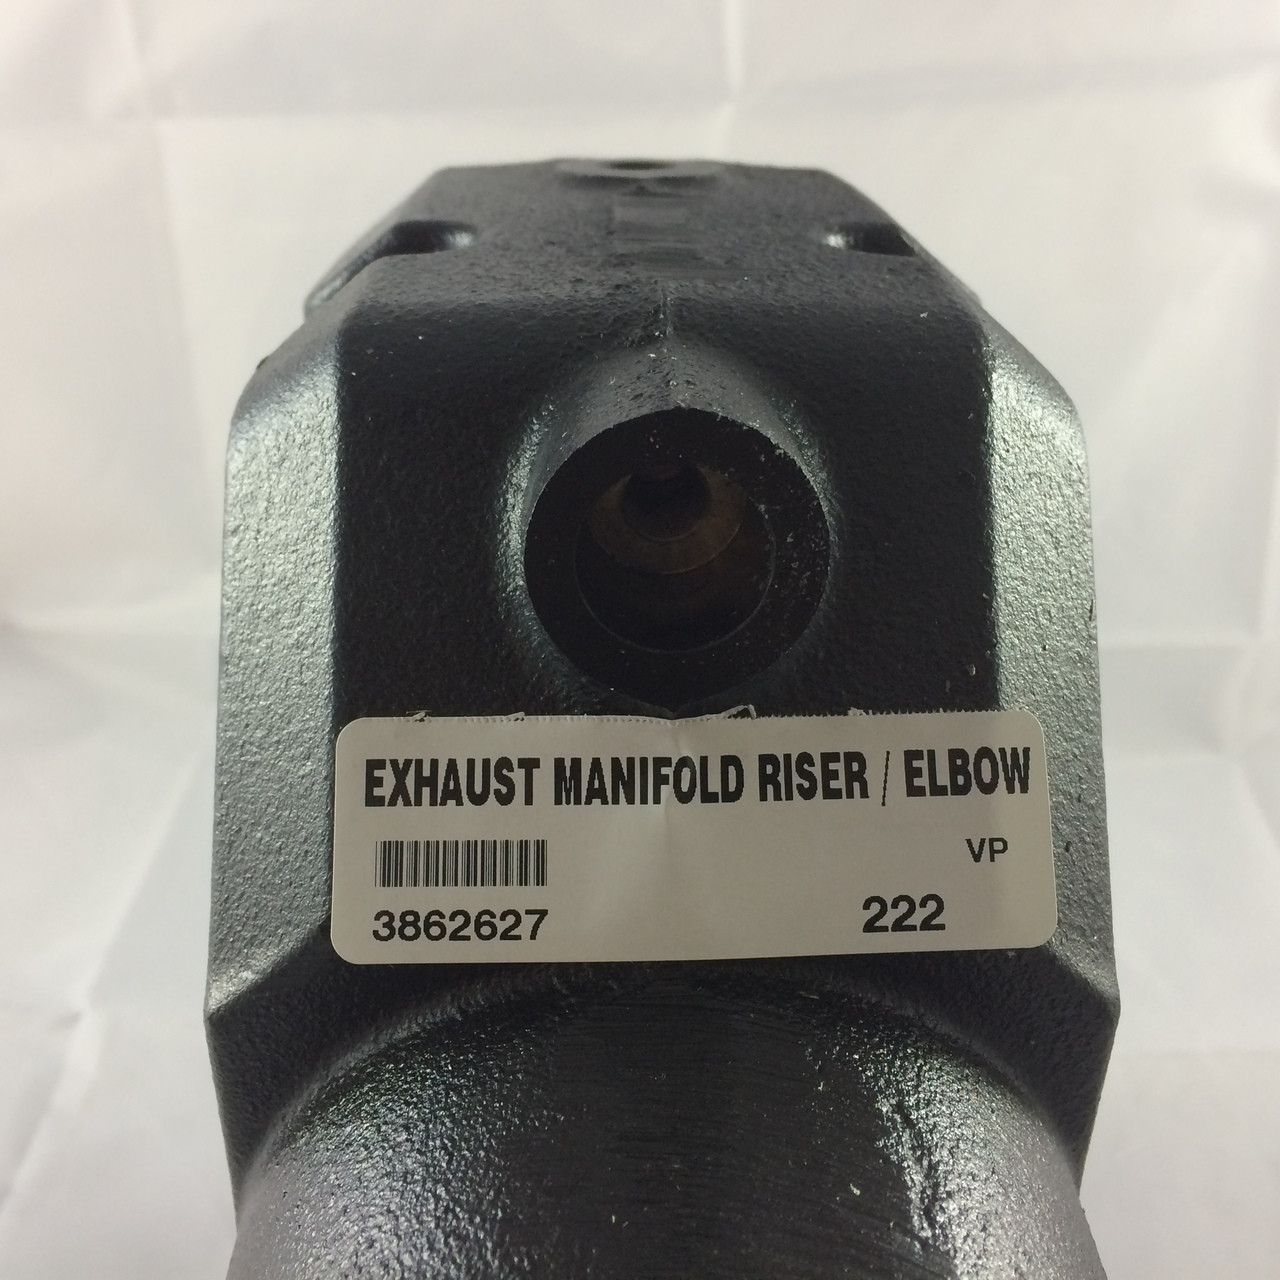 EXHAUST MANIFOLD RISER / ELBOW
VP
3862627 222